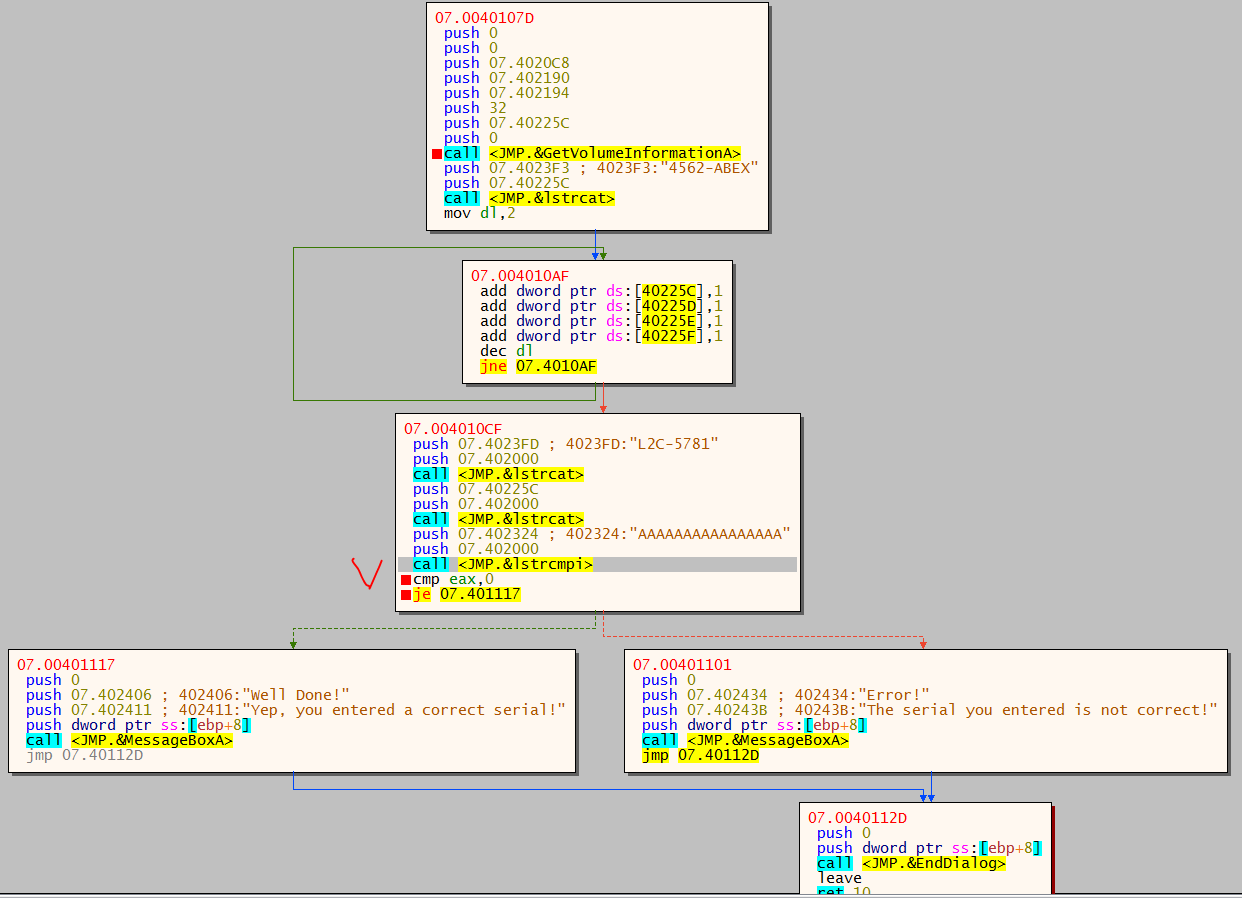 07.0040107D
push 0
push 0
push 07.4020C8
push 07.402190
push 07.402194
push 32
push 07.40225C
push 0
call <JMP.&GetVolumeInformationA>
push 07.4023F3 ; 4023F3:"4562-ABEX"
push 07.40225C
call <JMP.&lstrcat>
mov dl,2
07.004010AF
add dword ptr ds:[40225C],1
add dword ptr ds:[40225D],1
add dword ptr ds:[40225E],1
add dword ptr ds:[40225F],1
dec dl
jne 07.4010AF
07.004010CF
push 07.4023FD ; 4023FD:"L2C-5781"
push 07.402000
call <JMP.&lstrcat>
push 07.40225C
push 07.402000
call <JMP.&lstrcat>
push 07.402324 ; 402324:"AAAAAAAAAAAAAAAA"
push 07.402000
call <JMP.&lstrcmpi>
cmp eax,0
je 07.401117
07.00401117
push 0
push 07.402406 ; 402406:"Well Done!"
push 07.402411 ; 402411:"Yep, you entered a correct serial!"
push dword ptr ss:[ebp+8]
call <JMP.&MessageBoxA>
jmp 07.40112D
07.00401101
push 0
push 07.402434 ; 402434:"Error!"
push 07.40243B ; 40243B:"The serial you entered is not correct!"
push dword ptr ss:[ebp+8]
call <JMP.&MessageBoxA>
jmp 07.40112D
07.0040112D
push 0
push dword ptr ss:[ebp+8]
call <JMP.&EndDialog>
leave
ret 10